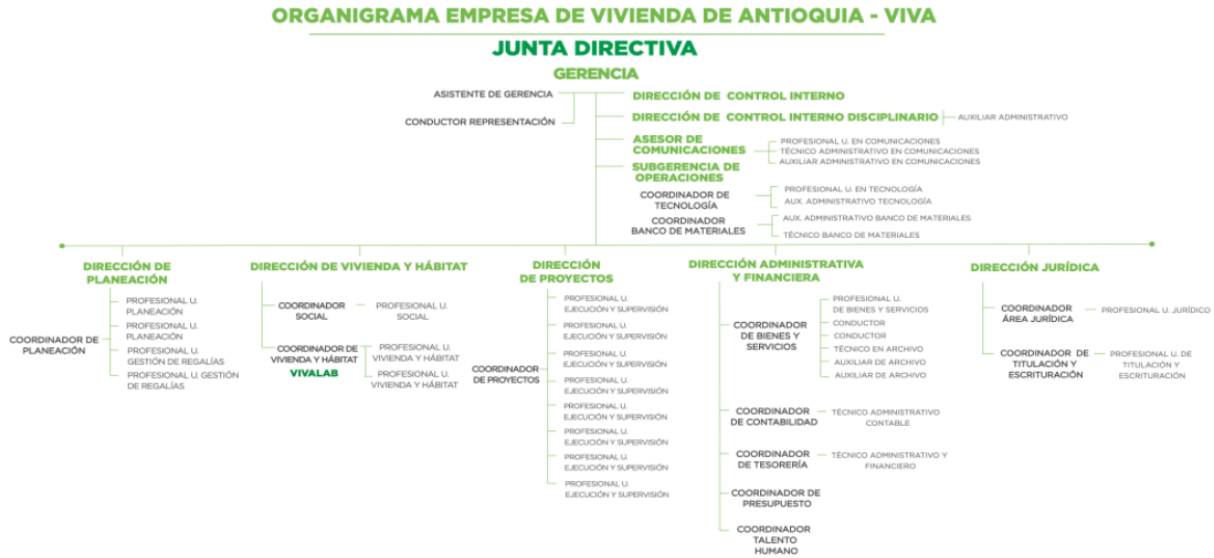 ORGANIGRAMA EMPRESA DE VIVIENDA DE ANTIOQUIA - VIVA
JUNTA DIRECTIVA
GERENCIA
ASISTENTE DE GERENCIA
CONDUCTOR REPRESENTACIÓN
DIRECCIÓN DE CONTROL INTERNO
DIRECCIÓN DE CONTROL INTERNO DISCIPLINARIO
AUXILIAR ADMINISTRATIVO
ASESOR DE
COMUNICACIONES
PROFESIONAL U. EN COMUNICACIONES
TÉCNICO ADMINISTRATIVO EN COMUNICACIONES
AUXILIAR ADMINISTRATIVO EN COMUNICACIONES
SUBGERENCIA DE
OPERACIONES
COORDINADOR DE
TECNOLOGÍA
PROFESIONAL U. EN TECNOLOGÍA
AUX. ADMINISTRATIVO TECNOLOGÍA
COORDINADOR
BANCO DE MATERIALES
AUX. ADMINISTRATIVO BANCO DE MATERIALES
TÉCNICO BANCO DE MATERIALES
DIRECCIÓN DE
PLANEACIÓN
COORDINADOR DE
PLANEACIÓN
PROFESIONAL U.
PLANEACIÓN
PROFESIONAL U.
PLANEACIÓN
PROFESIONAL U.
GESTIÓN DE REGALÍAS
PROFESIONAL U. GESTIÓN
DE REGALÍAS
DIRECCIÓN DE VIVIENDA Y HÁBITAT
COORDINADOR
SOCIAL
PROFESIONAL U.
SOCIAL
COORDINADOR DE
VIVIENDA Y HÁBITAT
VIVALAB
PROFESIONAL U.
VIVIENDA Y HÁBITAT
PROFESIONAL U.
VIVIENDA Y HÁBITAT
DIRECCIÓN
DE PROYECTOS
COORDINADOR
DE PROYECTOS
PROFESIONAL U.
EJECUCIÓN Y SUPERVISIÓN
PROFESIONAL U.
EJECUCIÓN Y SUPERVISIÓN
PROFESIONAL U.
EJECUCIÓN Y SUPERVISIÓN
PROFESIONAL U.
EJECUCIÓN Y SUPERVISIÓN
PROFESIONAL U.
EJECUCIÓN Y SUPERVISIÓN
PROFESIONAL U.
EJECUCIÓN Y SUPERVISIÓN
PROFESIONAL U.
EJECUCIÓN Y SUPERVISIÓN
PROFESIONAL U.
EJECUCIÓN Y SUPERVISIÓN
DIRECCIÓN ADMINISTRATIVA
Y FINANCIERA
COORDINADOR
DE BIENES Y
SERVICIOS
PROFESIONAL U.
DE BIENES Y SERVICIOS
CONDUCTOR
CONDUCTOR
TÉCNICO EN ARCHIVO
AUXILIAR DE ARCHIVO
AUXILIAR DE ARCHIVO
COORDINADOR
DE CONTABILIDAD
TÉCNICO ADMINISTRATIVO
CONTABLE
COORDINADOR
DE TESORERÍA
TÉCNICO ADMINISTRATIVO Y
FINANCIERO
COORDINADOR DE
PRESUPUESTO
COORDINADOR
TALENTO
HUMANO
DIRECCIÓN JURÍDICA
COORDINADOR
ÁREA JURÍDICA
PROFESIONAL U. JURÍDICO
COORDINADOR DE
TITULACIÓN Y
ESCRITURACIÓN
PROFESIONAL U. DE
TITULACIÓN Y
ESCRITURACIÓN